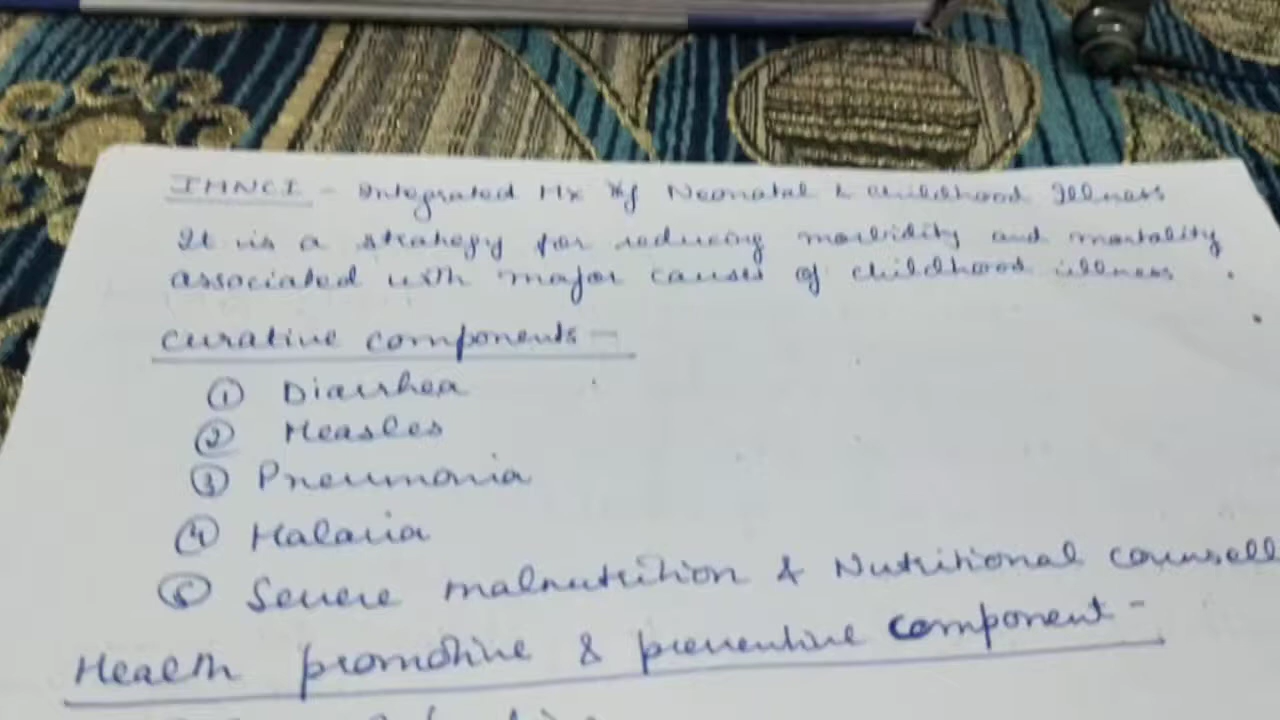 IMNCI - Integrated Mx of Neonatal & childhood Illness
It is a strategy for reducing morbidity and mortality
associated with major causes of childhood illness.
Curative components -
① Diarrhea
② Measles
③ Pneumonia
④ Malaria
⑤ Severe malnutrition & Nutritional counsell
Health promotive & preventive component -